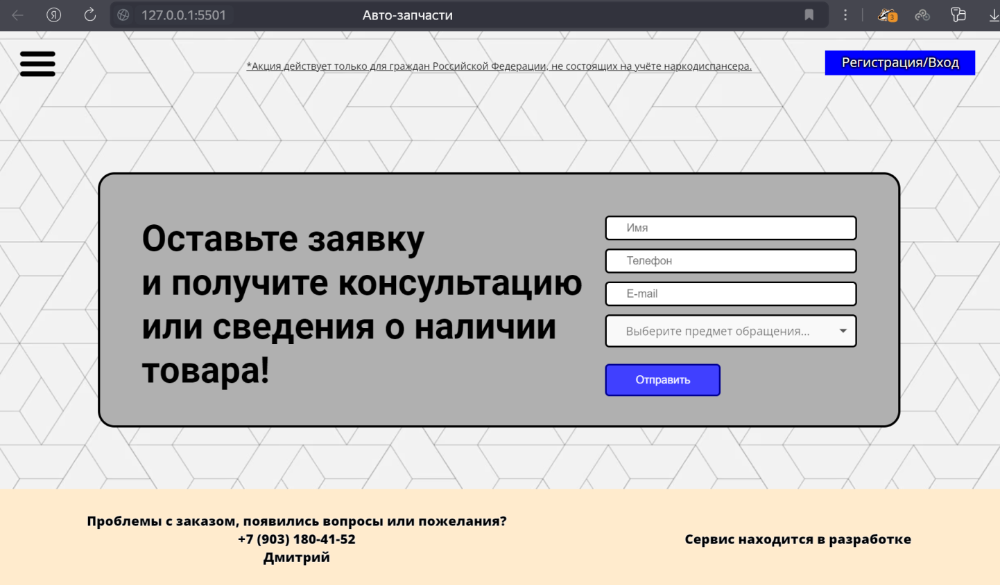 127.0.0.1:5501
Авто-запчасти
3
*Акция действует только для граждан Российской Федерации, не состоящих на учёте наркодиспансера.
Регистрация/Вход
Оставьте заявку
и получите консультацию
или сведения о наличии
товара!
Имя
Телефон
E-mail
Выберите предмет обращения...
Отправить
Проблемы с заказом, появились вопросы или пожелания?
+7 (903) 180-41-52
Дмитрий
Сервис находится в разработке